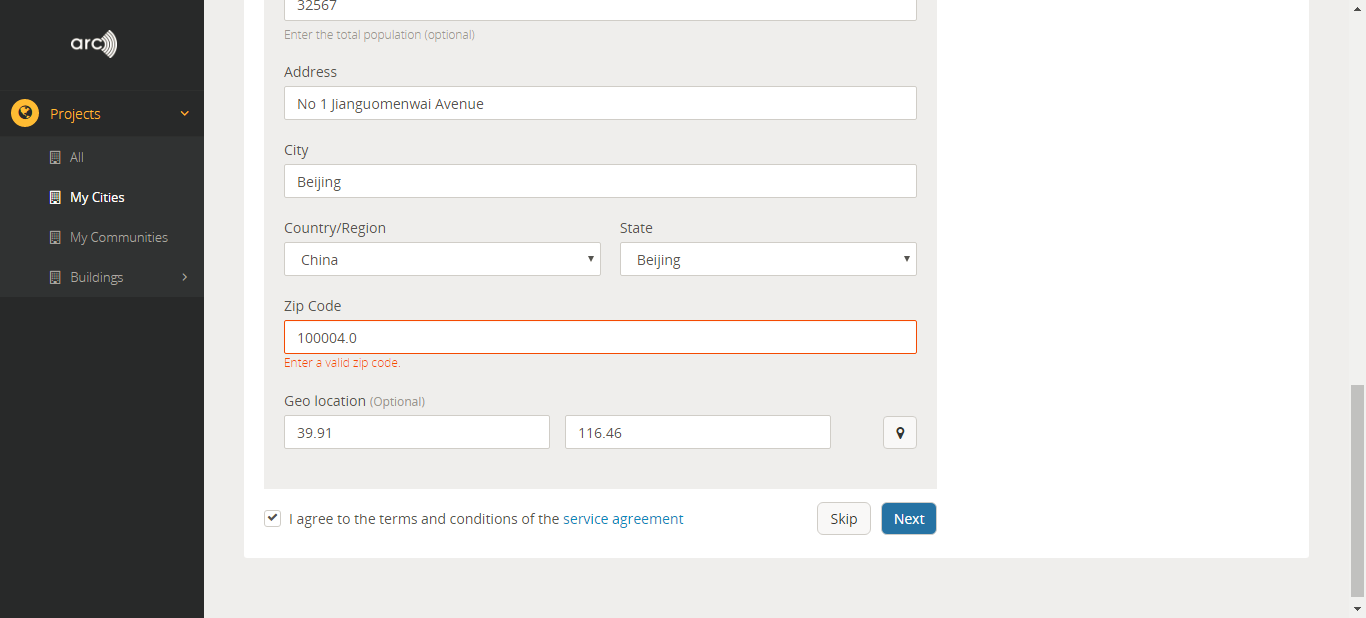 arc
Projects
All
My Cities
My Communities
Buildings
32567
Enter the total population (optional)
Address
No 1 Jianguomenwai Avenue
City
Beijing
Country/Region
State
China
Beijing
Zip Code
100004.0
Enter a valid zip code.
Geo location (Optional)
39.91
116.46
I agree to the terms and conditions of the service agreement
Skip
Next